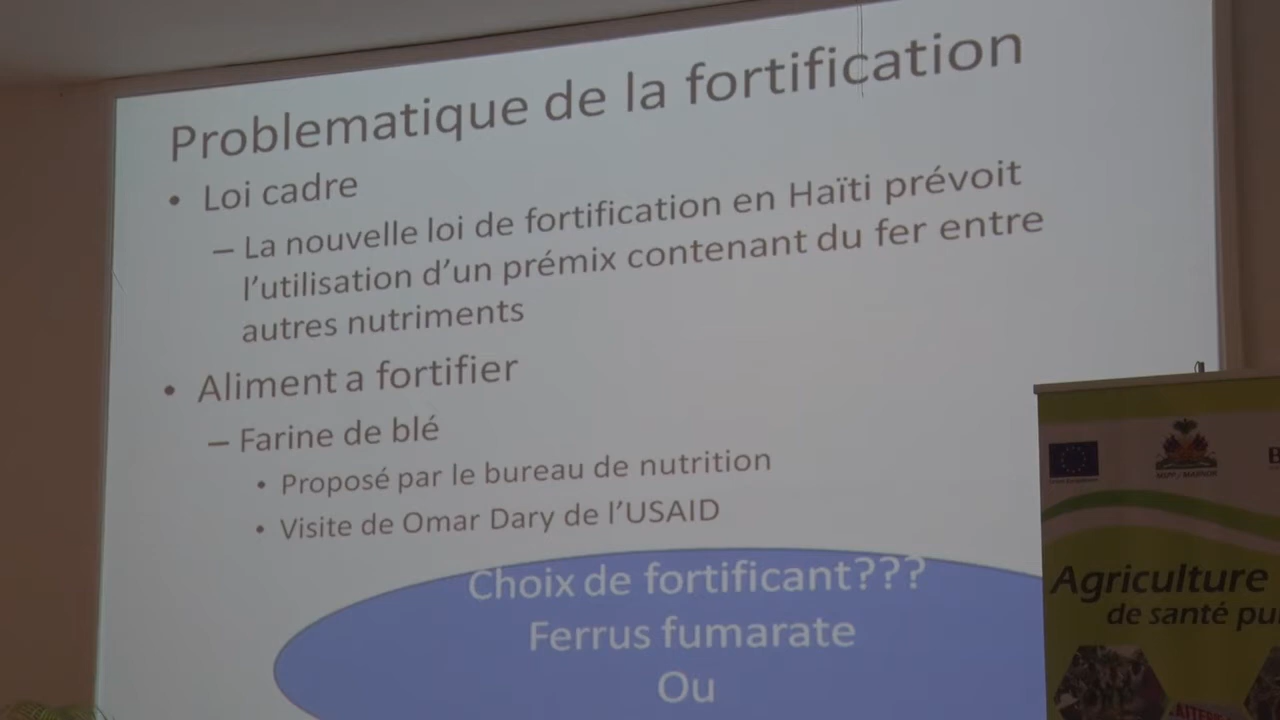 Problematique de la fortification
• Loi cadre
– La nouvelle loi de fortification en Haïti prévoit
l’utilisation d’un prémix contenant du fer entre
autres nutriments
• Aliment a fortifier
– Farine de blé
• Proposé par le bureau de nutrition
• Visite de Omar Dary de l’USAID
Choix de fortificant???
Ferrus fumarate
Ou
Agriculture
de santé pu